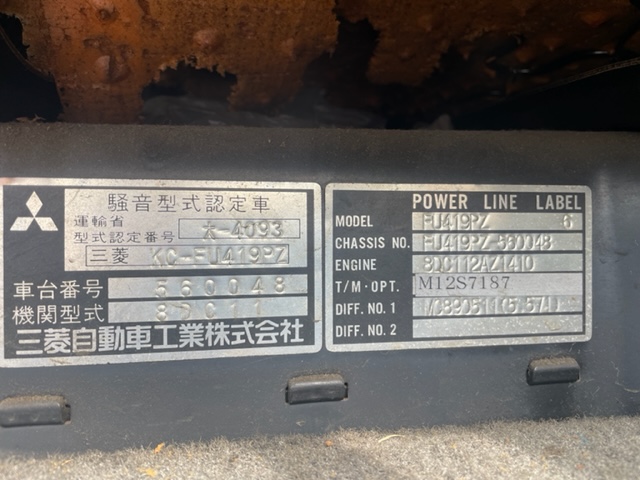 騒音型式認定車
運輸省
型式認定番号 大-4093
三菱 KC-FU419PZ
車台番号 560048
機関型式 8DC11
三菱自動車工業株式会社
POWER LINE LABEL
MODEL FU419PZ 6
CHASSIS NO. FU419PZ-560048
ENGINE 8DC112AZ1410
T/M・OPT. M12S7187
DIFF. NO. 1
DIFF. NO. 2